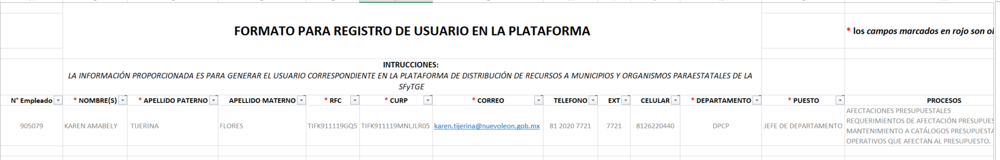 FORMATO PARA REGISTRO DE USUARIO EN LA PLATAFORMA
* los campos marcados en rojo son
INTRUCCIONES:
LA INFORMACIÓN PROPORCIONADA ES PARA GENERAR EL USUARIO CORRESPONDIENTE EN LA PLATAFORMA DE DISTRIBUCIÓN DE RECURSOS A MUNICIPIOS Y ORGANISMOS PARAESTATALES DE LA
SFyTGE
N° Empleado * NOMBRE(S) * APELLIDO PATERNO APELLIDO MATERNO * RFC * CURP * CORREO TELEFONO EXT CELULAR * DEPARTAMENTO * PUESTO PROCESOS
905079 KAREN AMABELY TIJERINA FLORES TIFK911119GQ5 TIFK911119MNLJLR05 karen.tijerina@nuevoleon.gob.mx 81 2020 7721 7721 8126220440 DPCP JEFE DE DEPARTAMENTO
AFECTACIONES PRESUPUESTALES
REQUERIMIENTOS DE AFECTACIÓN
MANTENIMIENTO A CATÁLOGOS
OPERATIVOS QUE AFECTAN AL PRESUPUESTO.